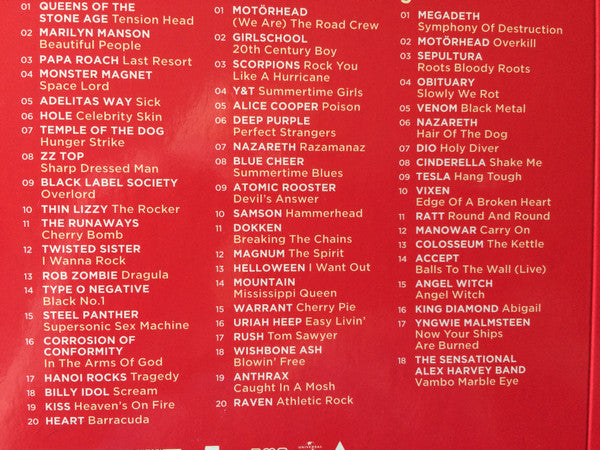 01 QUEENS OF THE
STONE AGE Tension Head
02 MARILYN MANSON
Beautiful People
03 PAPA ROACH Last Resort
04 MONSTER MAGNET
Space Lord
05 ADELITAS WAY Sick
06 HOLE Celebrity Skin
07 TEMPLE OF THE DOG
Hunger Strike
08 ZZ TOP
Sharp Dressed Man
09 BLACK LABEL SOCIETY
Overlord
10 THIN LIZZY The Rocker
11 THE RUNAWAYS
Cherry Bomb
12 TWISTED SISTER
I Wanna Rock
13 ROB ZOMBIE Dragula
14 TYPE O NEGATIVE
Black No.1
15 STEEL PANTHER
Supersonic Sex Machine
16 CORROSION OF
CONFORMITY
In The Arms Of God
17 HANOI ROCKS Tragedy
18 BILLY IDOL Scream
19 KISS Heaven's On Fire
20 HEART Barracuda
01 MOTÖRHEAD
(We Are) The Road Crew
02 GIRLSCHOOL
20th Century Boy
03 SCORPIONS Rock You
Like A Hurricane
04 Y&T Summertime Girls
05 ALICE COOPER Poison
06 DEEP PURPLE
Perfect Strangers
07 NAZARETH Razamanaz
08 BLUE CHEER
Summertime Blues
09 ATOMIC ROOSTER
Devil's Answer
10 SAMSON Hammerhead
11 DOKKEN
Breaking The Chains
12 MAGNUM The Spirit
13 HELLOWEEN I Want Out
14 MOUNTAIN
Mississippi Queen
15 WARRANT Cherry Pie
16 URIAH HEEP Easy Livin'
17 RUSH Tom Sawyer
18 WISHBONE ASH
Blowin' Free
19 ANTHRAX
Caught In A Mosh
20 RAVEN Athletic Rock
01 MEGADETH
Symphony Of Destruction
02 MOTÖRHEAD Overkill
03 SEPULTURA
Roots Bloody Roots
04 OBITUARY
Slowly We Rot
05 VENOM Black Metal
06 NAZARETH
Hair Of The Dog
07 DIO Holy Diver
08 CINDERELLA Shake Me
09 TESLA Hang Tough
10 VIXEN
Edge Of A Broken Heart
11 RATT Round And Round
12 MANOWAR Carry On
13 COLOSSEUM The Kettle
14 ACCEPT
Balls To The Wall (Live)
15 ANGEL WITCH
Angel Witch
16 KING DIAMOND Abigail
17 YNGWIE MALMSTEEN
Now Your Ships
Are Burned
18 THE SENSATIONAL
ALEX HARVEY BAND
Vambo Marble Eye
UNIVERSAL